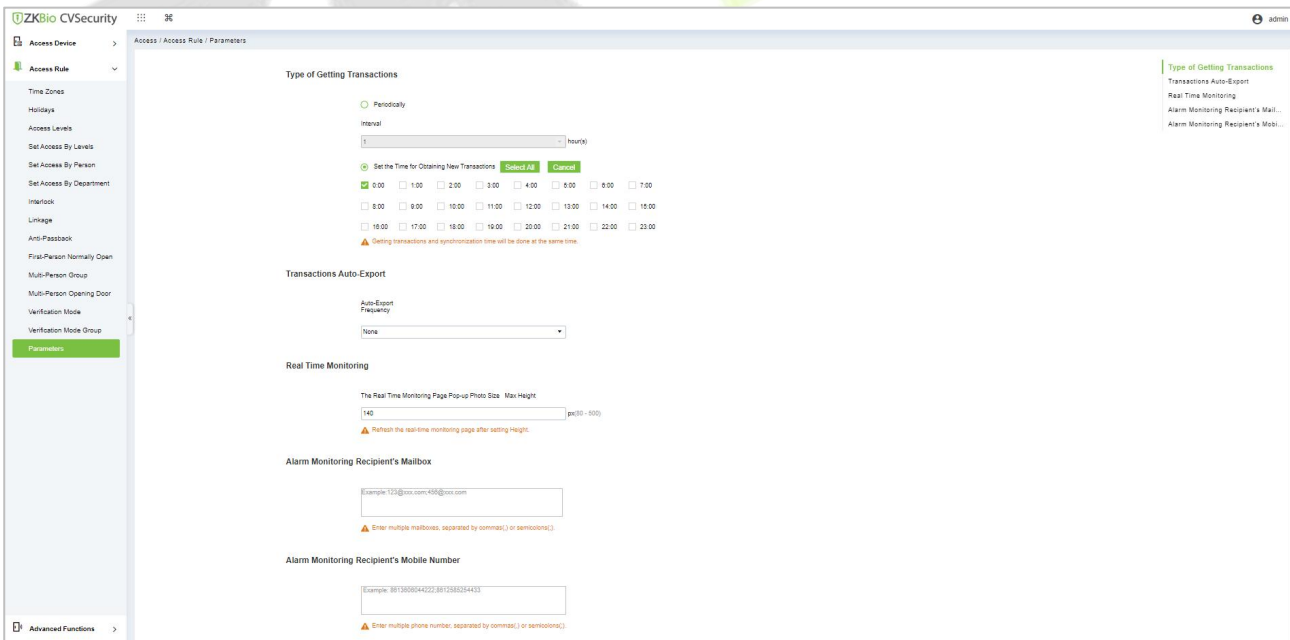 ZKBio CVSecurity
admin
Access Device
Access Rule
Time Zones
Holidays
Access Levels
Set Access By Levels
Set Access By Person
Set Access By Department
Interlock
Linkage
Anti-Passback
First-Person Normally Open
Multi-Person Group
Multi-Person Opening Door
Verification Mode
Verification Mode Group
Parameters
Advanced Functions
Access / Access Rule / Parameters
Type of Getting Transactions
Periodically
Interval
1 hour(s)
Set the Time for Obtaining New Transactions Select All Cancel
0:00 1:00 2:00 3:00 4:00 5:00 6:00 7:00
8:00 9:00 10:00 11:00 12:00 13:00 14:00 15:00
16:00 17:00 18:00 19:00 20:00 21:00 22:00 23:00
Getting transactions and synchronization time will be done at the same time.
Transactions Auto-Export
Auto-Export
Frequency
None
Real Time Monitoring
The Real Time Monitoring Page Pop-up Photo Size Max Height
140 px(80 - 500)
Refresh the real-time monitoring page after setting Height.
Alarm Monitoring Recipient's Mailbox
Example:123@xxx.com;456@xxx.com
Enter multiple mailboxes, separated by commas(,) or semicolons(;).
Alarm Monitoring Recipient's Mobile Number
Example: 8613608044222;8612585254433
Enter multiple phone number, separated by commas(,) or semicolons(;).
Type of Getting Transactions
Transactions Auto-Export
Real Time Monitoring
Alarm Monitoring Recipient's Mail...
Alarm Monitoring Recipient's Mobi...